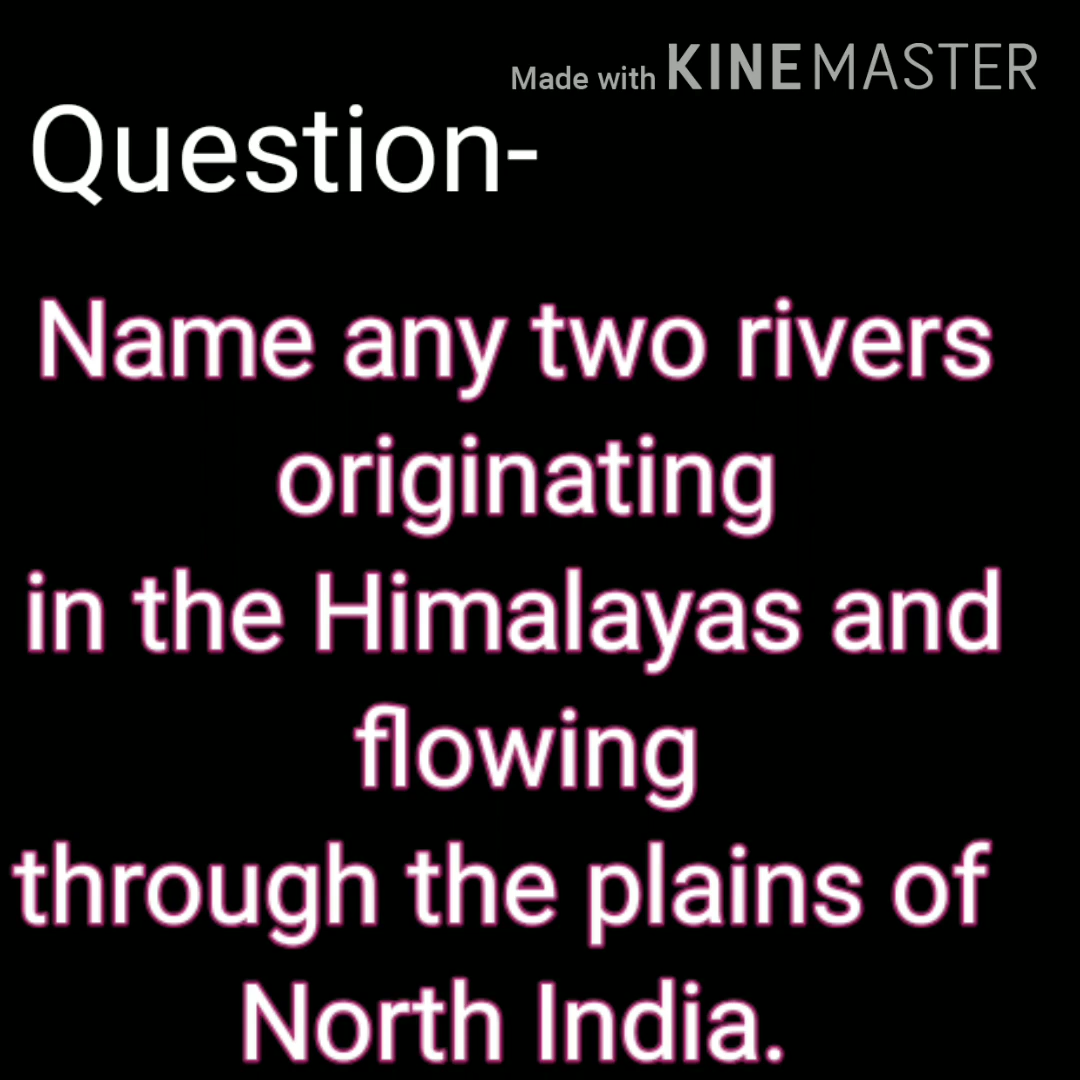 Made with KINEMASTER
Question-
Name any two rivers
originating
in the Himalayas and
flowing
through the plains of
North India.